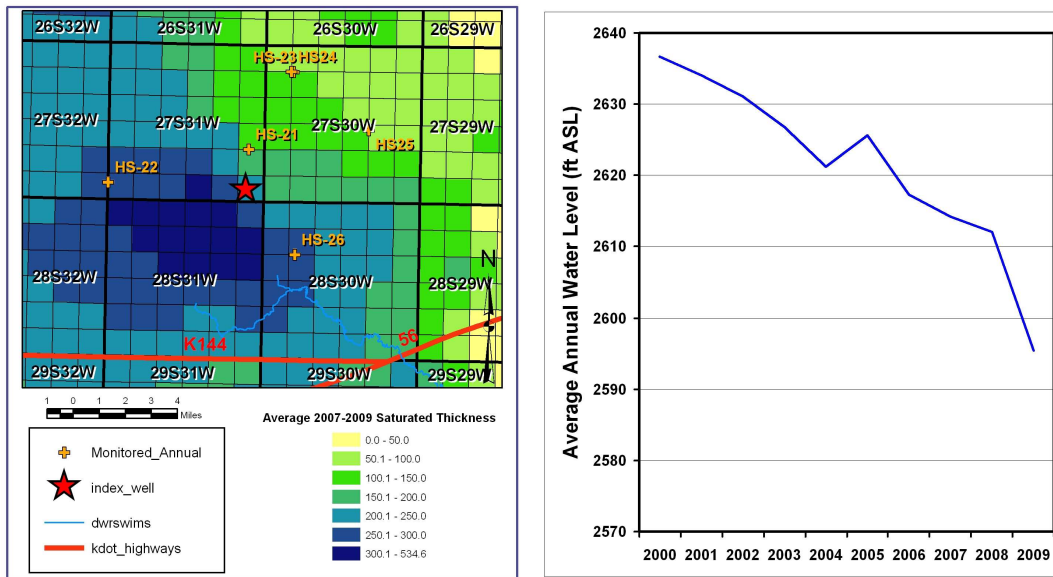 26S32W 26S31W 26S30W 26S29W
HS-23 HS24
27S32W 27S31W 27S30W 27S29W
HS-21
HS25
HS-22
HS-26
N
28S32W 28S31W 28S30W 28S29W
K144
56
29S32W 29S31W 29S30W 29S29W
1 0 1 2 3 4
Miles
Monitored_Annual
index_well
dwrswims
kdot_highways
Average 2007-2009 Saturated Thickness
0.0 - 50.0
50.1 - 100.0
100.1 - 150.0
150.1 - 200.0
200.1 - 250.0
250.1 - 300.0
300.1 - 534.6
Average Annual Water Level (ft ASL)
2640
2630
2620
2610
2600
2590
2580
2570
2000 2001 2002 2003 2004 2005 2006 2007 2008 2009